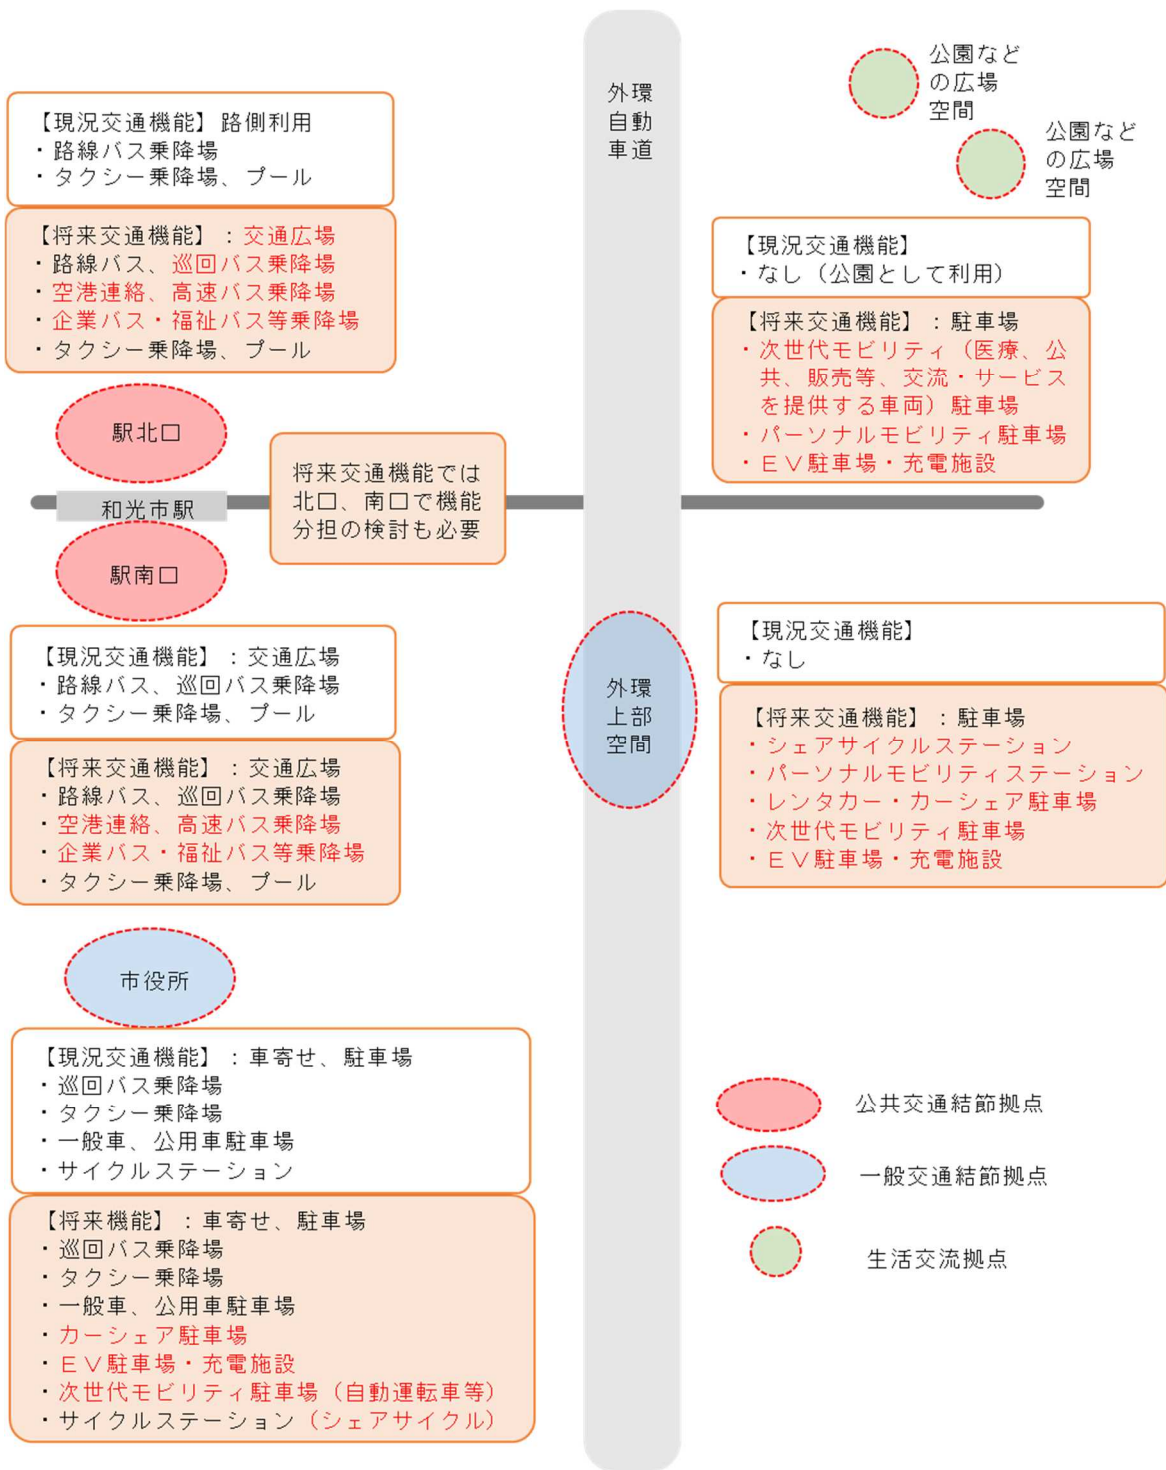 【現況交通機能】路側利用
・路線バス乗降場
・タクシー乗降場、プール
【将来交通機能】：交通広場
・路線バス、巡回バス乗降場
・空港連絡、高速バス乗降場
・企業バス・福祉バス等乗降場
・タクシー乗降場、プール
駅北口
和光市駅
駅南口
将来交通機能では
北口、南口で機能
分担の検討も必要
【現況交通機能】：交通広場
・路線バス、巡回バス乗降場
・タクシー乗降場、プール
【将来交通機能】：交通広場
・路線バス、巡回バス乗降場
・空港連絡、高速バス乗降場
・企業バス・福祉バス等乗降場
・タクシー乗降場、プール
市役所
【現況交通機能】：車寄せ、駐車場
・巡回バス乗降場
・タクシー乗降場
・一般車、公用車駐車場
・サイクルステーション
【将来機能】：車寄せ、駐車場
・巡回バス乗降場
・タクシー乗降場
・一般車、公用車駐車場
・カーシェア駐車場
・ＥＶ駐車場・充電施設
・次世代モビリティ駐車場（自動運転車等）
・サイクルステーション（シェアサイクル）
外環
自動
車道
外環
上部
空間
公園など
の広場
空間
公園など
の広場
空間
【現況交通機能】
・なし（公園として利用）
【将来交通機能】：駐車場
・次世代モビリティ（医療、公
共、販売等、交流・サービス
を提供する車両）駐車場
・パーソナルモビリティ駐車場
・ＥＶ駐車場・充電施設
【現況交通機能】
・なし
【将来交通機能】：駐車場
・シェアサイクルステーション
・パーソナルモビリティステーション
・レンタカー・カーシェア駐車場
・次世代モビリティ駐車場
・ＥＶ駐車場・充電施設
公共交通結節拠点
一般交通結節拠点
生活交流拠点